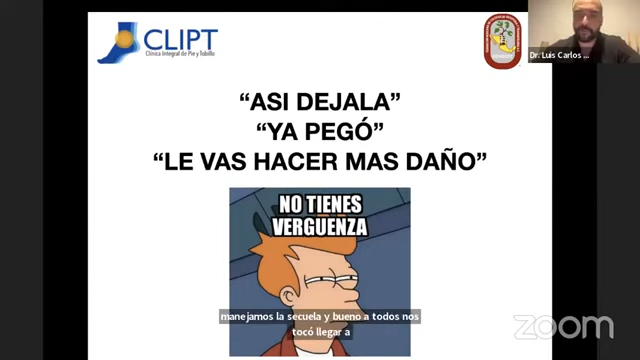 CLIPT
Clínica Integral de Pie y Tobillo
Dr. Luis Carlos ...
“ASI DEJALA”
“YA PEGÓ”
“LE VAS HACER MAS DAÑO”
NO TIENES
VERGUENZA
manejamos la secuela y bueno a todos nos
tocó llegar a
zoom